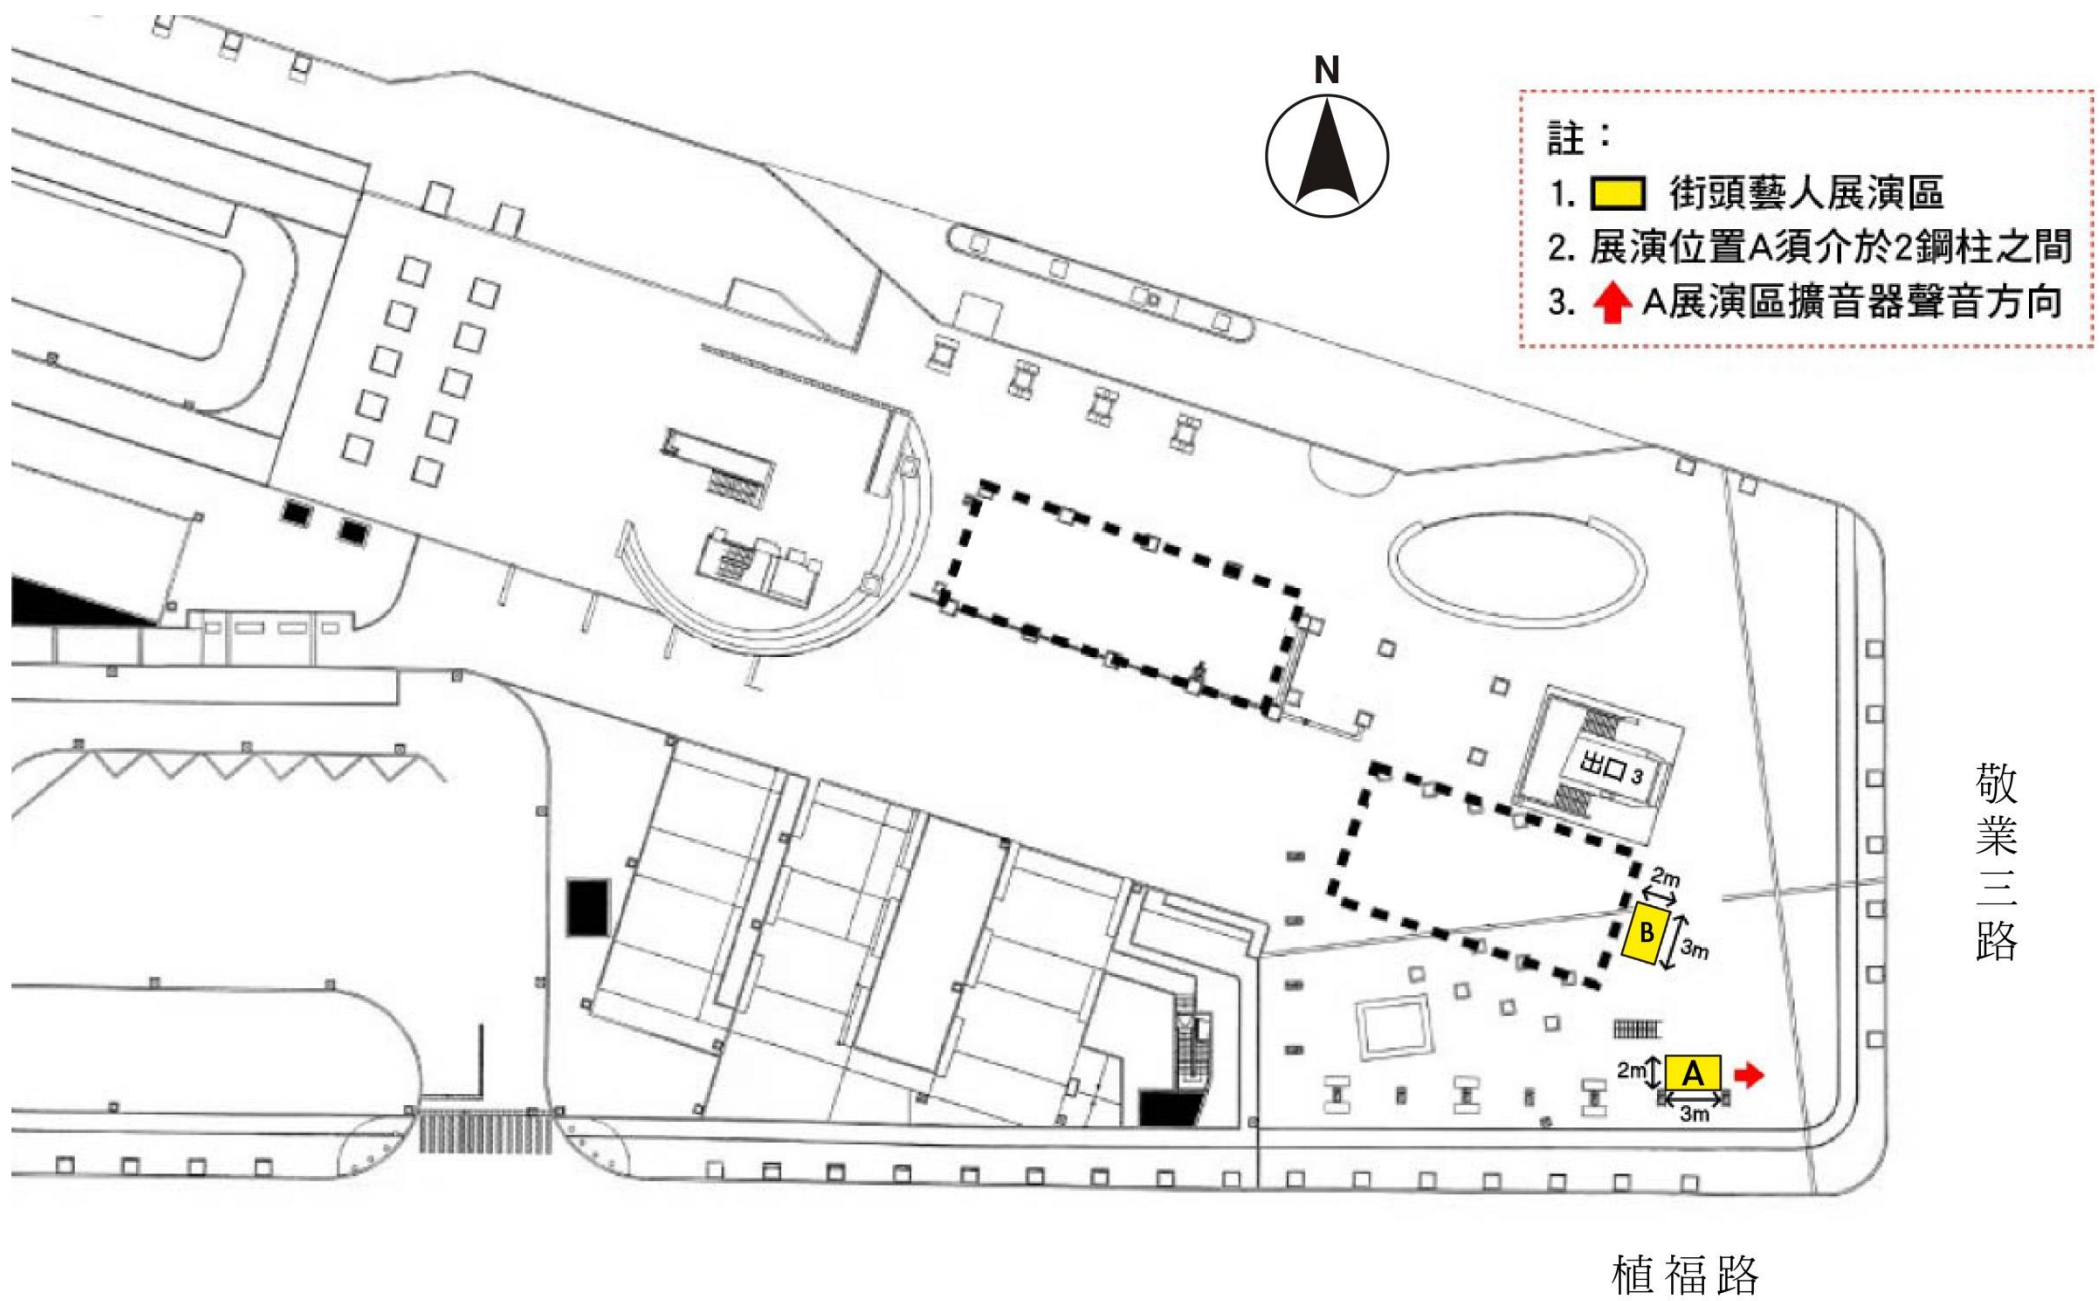 N
註：
1. 街頭藝人展演區
2. 展演位置A須介於2鋼柱之間
3. A展演區擴音器聲音方向
出口 3
敬業三路
2m
B
3m
2m
A
3m
植福路